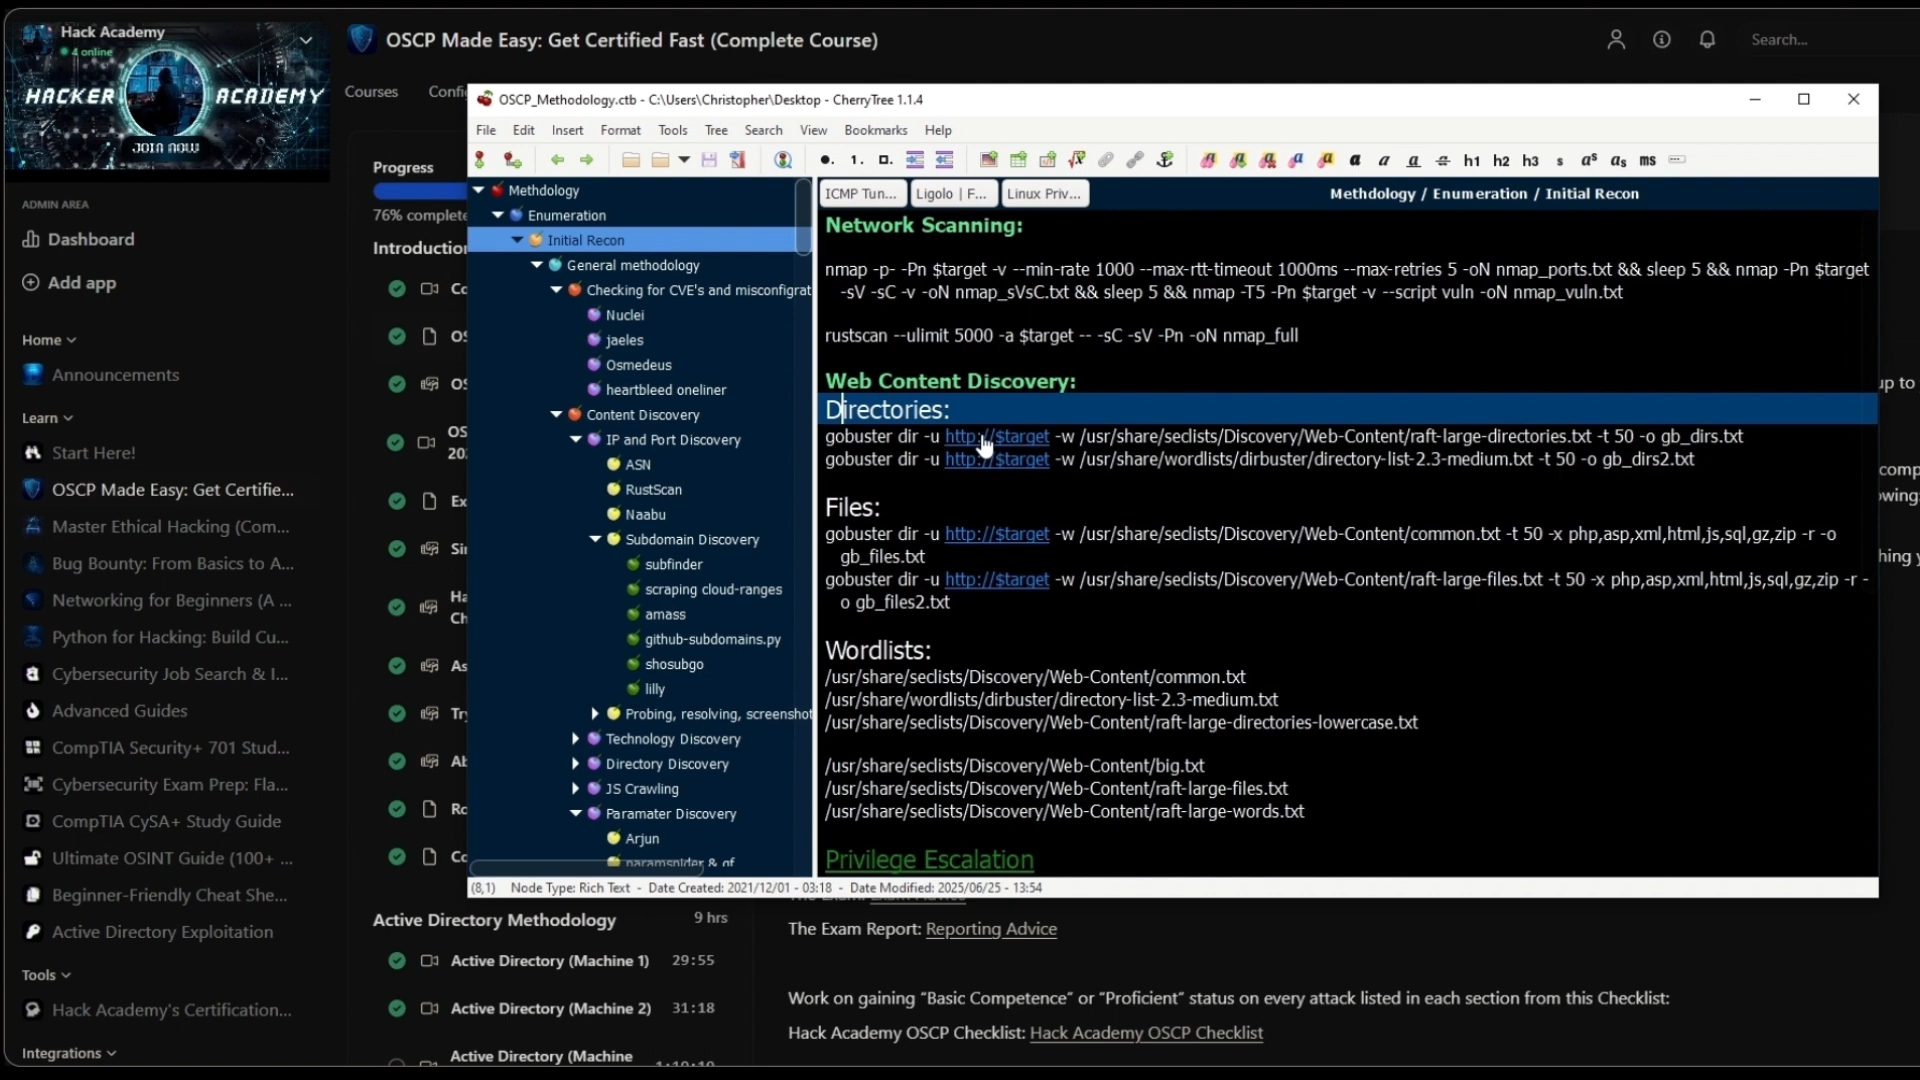 Hack Academy
4 online
HACKER ACADEMY
JOIN NOW
ADMIN AREA
Dashboard
Add app
Home
Announcements
Learn
Start Here!
OSCP Made Easy: Get Certifie...
Master Ethical Hacking (Com...
Bug Bounty: From Basics to A...
Networking for Beginners (A ...
Python for Hacking: Build Cu...
Cybersecurity Job Search & I...
Advanced Guides
CompTIA Security+ 701 Stud...
Cybersecurity Exam Prep: Fla...
CompTIA CySA+ Study Guide
Ultimate OSINT Guide (100+ ...
Beginner-Friendly Cheat She...
Active Directory Exploitation
Tools
Hack Academy's Certification...
Integrations
OSCP Made Easy: Get Certified Fast (Complete Course)
Search...
Courses
Progress
76% complete
OSCP_Methodology.ctb - C:\Users\Christopher\Desktop - CherryTree 1.1.4
File Edit Insert Format Tools Tree Search View Bookmarks Help
h1 h2 h3 s as as ms
Methdology
Enumeration
Initial Recon
General methodology
Checking for CVE's and misconfigrat
Nuclei
jaeles
Osmedeus
heartbleed oneliner
Content Discovery
IP and Port Discovery
ASN
RustScan
Naabu
Subdomain Discovery
subfinder
scraping cloud-ranges
amass
github-subdomains.py
shosubgo
lilly
Probing, resolving, screenshot
Technology Discovery
Directory Discovery
JS Crawling
Paramater Discovery
Arjun
paramspider & gf
ICMP Tun... Ligolo | F... Linux Priv...
Methdology / Enumeration / Initial Recon
Network Scanning:
nmap -p- -Pn $target -v --min-rate 1000 --max-rtt-timeout 1000ms --max-retries 5 -oN nmap_ports.txt && sleep 5 && nmap -Pn $target
-sV -sC -v -oN nmap_sVsC.txt && sleep 5 && nmap -T5 -Pn $target -v --script vuln -oN nmap_vuln.txt
rustscan --ulimit 5000 -a $target -- -sC -sV -Pn -oN nmap_full
Web Content Discovery:
Directories:
gobuster dir -u http://$target -w /usr/share/seclists/Discovery/Web-Content/raft-large-directories.txt -t 50 -o gb_dirs.txt
gobuster dir -u http://$target -w /usr/share/wordlists/dirbuster/directory-list-2.3-medium.txt -t 50 -o gb_dirs2.txt
Files:
gobuster dir -u http://$target -w /usr/share/seclists/Discovery/Web-Content/common.txt -t 50 -x php,asp,xml,html,js,sql,gz,zip -r -o
gb_files.txt
gobuster dir -u http://$target -w /usr/share/seclists/Discovery/Web-Content/raft-large-files.txt -t 50 -x php,asp,xml,html,js,sql,gz,zip -r -
o gb_files2.txt
Wordlists:
/usr/share/seclists/Discovery/Web-Content/common.txt
/usr/share/wordlists/dirbuster/directory-list-2.3-medium.txt
/usr/share/seclists/Discovery/Web-Content/raft-large-directories-lowercase.txt
/usr/share/seclists/Discovery/Web-Content/big.txt
/usr/share/seclists/Discovery/Web-Content/raft-large-files.txt
/usr/share/seclists/Discovery/Web-Content/raft-large-words.txt
Privilege Escalation
(8,1) Node Type: Rich Text - Date Created: 2021/12/01 - 03:18 - Date Modified: 2025/06/25 - 13:54
Active Directory Methodology 9 hrs
Active Directory (Machine 1) 29:55
Active Directory (Machine 2) 31:18
Active Directory (Machine
The Exam Report: Reporting Advice
Work on gaining “Basic Competence” or “Proficient” status on every attack listed in each section from this Checklist:
Hack Academy OSCP Checklist: Hack Academy OSCP Checklist